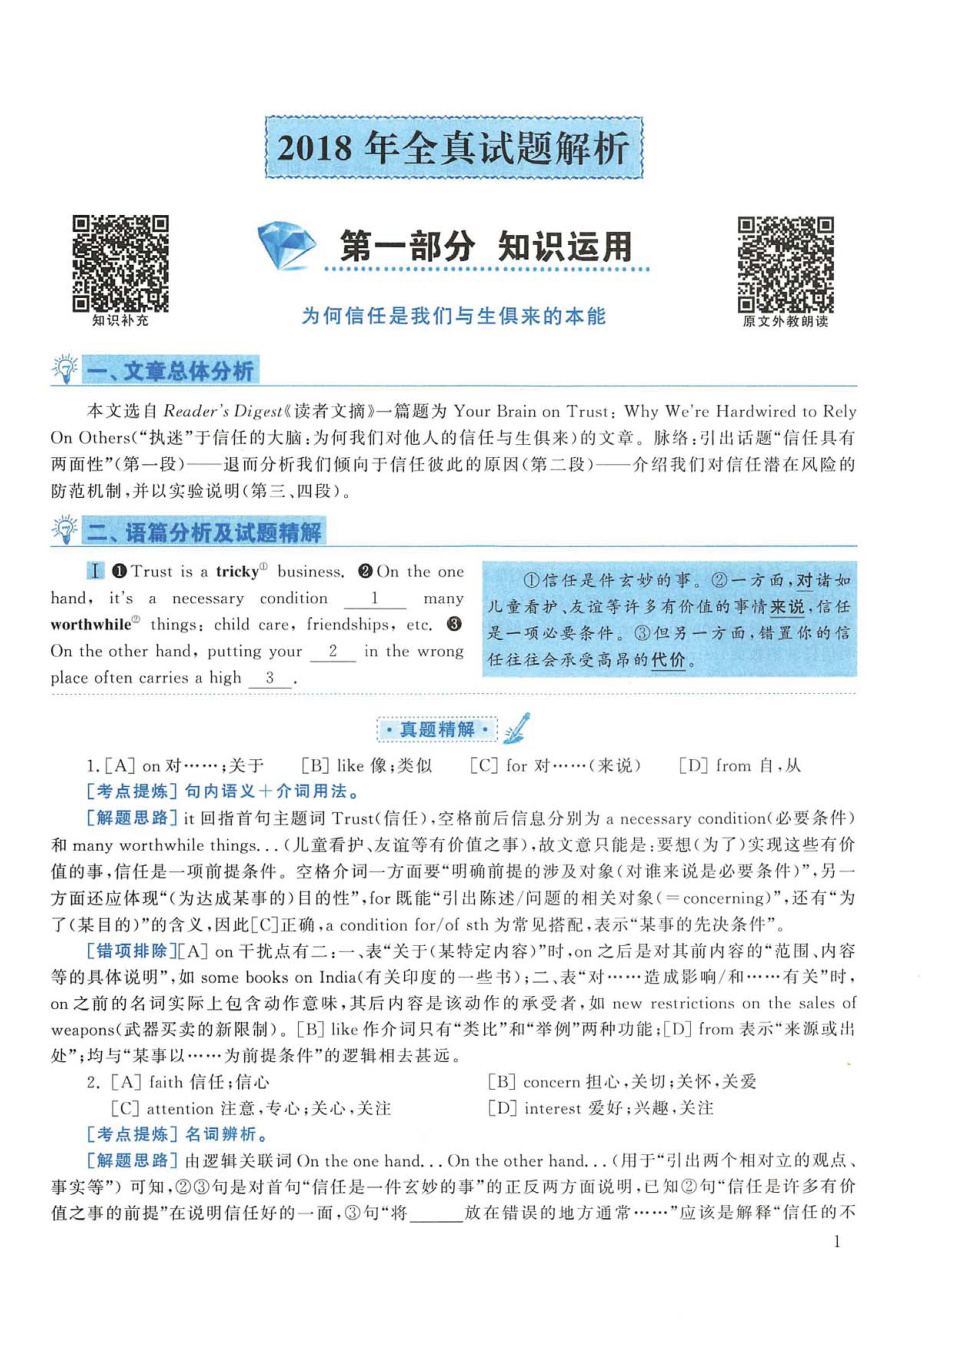 2018 年全真试题解析
第一部分 知识运用
知识补充
原文外教朗读
为何信任是我们与生俱来的本能
一、文章总体分析
本文选自 Reader's Digest《读者文摘》一篇题为 Your Brain on Trust: Why We're Hardwired to Rely
On Others(“执迷”于信任的大脑:为何我们对他人的信任与生俱来)的文章。脉络:引出话题“信任具有
两面性”(第一段)——退而分析我们倾向于信任彼此的原因(第二段)——介绍我们对信任潜在风险的
防范机制,并以实验说明(第三、四段)。
二、语篇分析及试题精解
Ⅰ ❶Trust is a tricky① business. ❷On the one
hand, it's a necessary condition 1 many
worthwhile② things: child care, friendships, etc. ❸
On the other hand, putting your 2 in the wrong
place often carries a high 3 .
①信任是件玄妙的事。②一方面,对诸如
儿童看护、友谊等许多有价值的事情来说,信任
是一项必要条件。③但另一方面,错置你的信
任往往会承受高昂的代价。
·真题精解·
1.[A] on 对……;关于 [B] like 像;类似 [C] for 对……(来说) [D] from 自,从
[考点提炼] 句内语义＋介词用法。
[解题思路] it 回指首句主题词 Trust(信任),空格前后信息分别为 a necessary condition(必要条件)
和 many worthwhile things...(儿童看护、友谊等有价值之事),故文意只能是:要想(为了)实现这些有价
值的事,信任是一项前提条件。空格介词一方面要“明确前提的涉及对象(对谁来说是必要条件)”,另一
方面还应体现“(为达成某事的)目的性”,for 既能“引出陈述/问题的相关对象(＝concerning)”,还有“为
了(某目的)”的含义,因此[C]正确,a condition for/of sth 为常见搭配,表示“某事的先决条件”。
[错项排除][A] on 干扰点有二:一、表“关于(某特定内容)”时,on 之后是对其前内容的“范围、内容
等的具体说明”,如 some books on India(有关印度的一些书);二、表“对……造成影响/和……有关”时,
on 之前的名词实际上包含动作意味,其后内容是该动作的承受者,如 new restrictions on the sales of
weapons(武器买卖的新限制)。[B] like 作介词只有“类比”和“举例”两种功能;[D] from 表示“来源或出
处”;均与“某事以……为前提条件”的逻辑相去甚远。
2. [A] faith 信任;信心 [B] concern 担心,关切;关怀,关爱
[C] attention 注意,专心;关心,关注 [D] interest 爱好;兴趣,关注
[考点提炼] 名词辨析。
[解题思路] 由逻辑关联词 On the one hand... On the other hand...(用于“引出两个相对立的观点、
事实等”) 可知,②③句是对首句“信任是一件玄妙的事”的正反两方面说明,已知②句“信任是许多有价
值之事的前提”在说明信任好的一面,③句“将____放在错误的地方通常……”应该是解释“信任的不
1